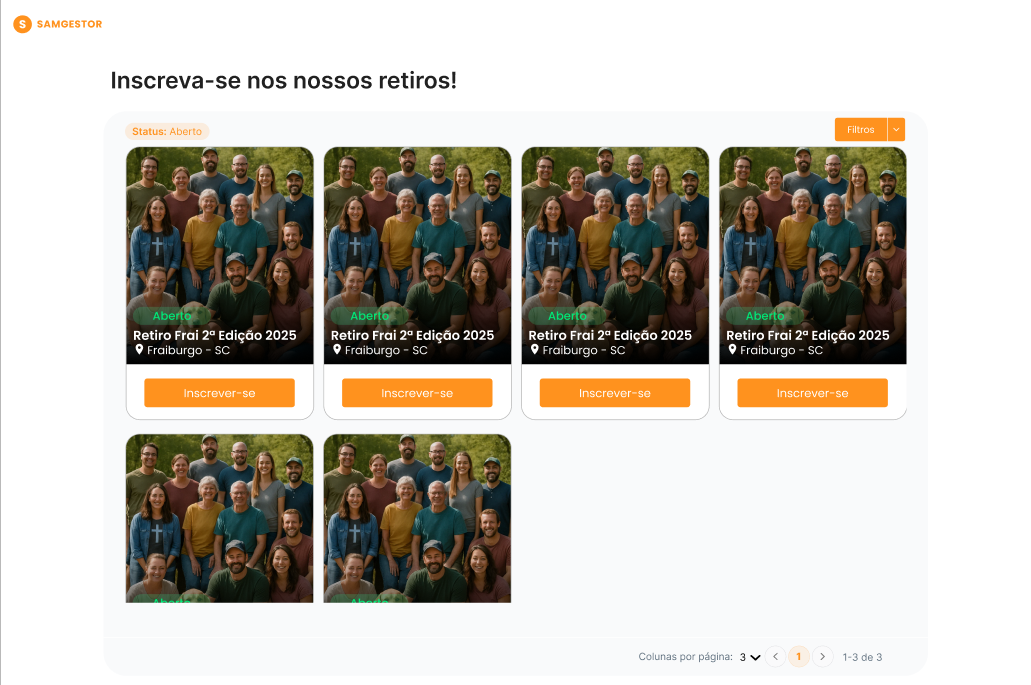 S SAMGESTOR
Inscreva-se nos nossos retiros!
Status: Aberto
Filtros
Aberto
Retiro Frai 2ª Edição 2025
Fraiburgo - SC
Inscrever-se
Aberto
Retiro Frai 2ª Edição 2025
Fraiburgo - SC
Inscrever-se
Aberto
Retiro Frai 2ª Edição 2025
Fraiburgo - SC
Inscrever-se
Aberto
Retiro Frai 2ª Edição 2025
Fraiburgo - SC
Inscrever-se
Aberto
Aberto
Colunas por página: 3 1 1-3 de 3